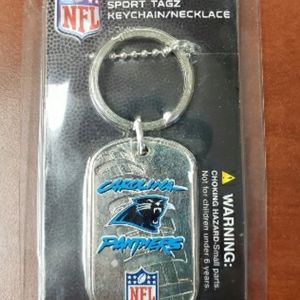 NFL
SPORT TAGZ
KEYCHAIN/NECKLACE
CAROLINA
PANTHERS
NFL
WARNING:
CHOKING HAZARD-Small parts.
Not for children under 6 years.